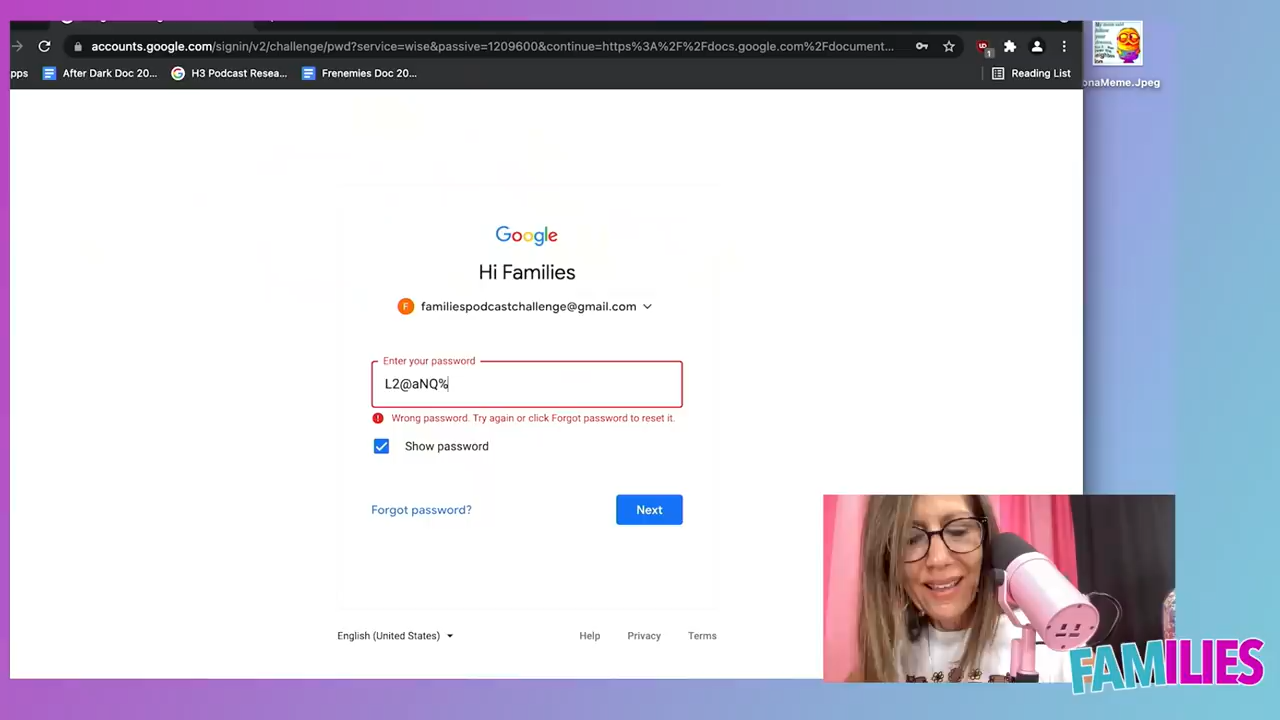 accounts.google.com/signin/v2/challenge/pwd?service=wise&passive=1209600&continue=https%3A%2F%2Fdocs.google.com%2Fdocument...
1
pps
After Dark Doc 20...
H3 Podcast Resea...
Frenemies Doc 20...
Reading List
onaMeme.Jpeg
Google
Hi Families
F
familiespodcastchallenge@gmail.com
Enter your password
L2@aNQ%
Wrong password. Try again or click Forgot password to reset it.
Show password
Forgot password?
Next
English (United States)
Help
Privacy
Terms
FAMILIES